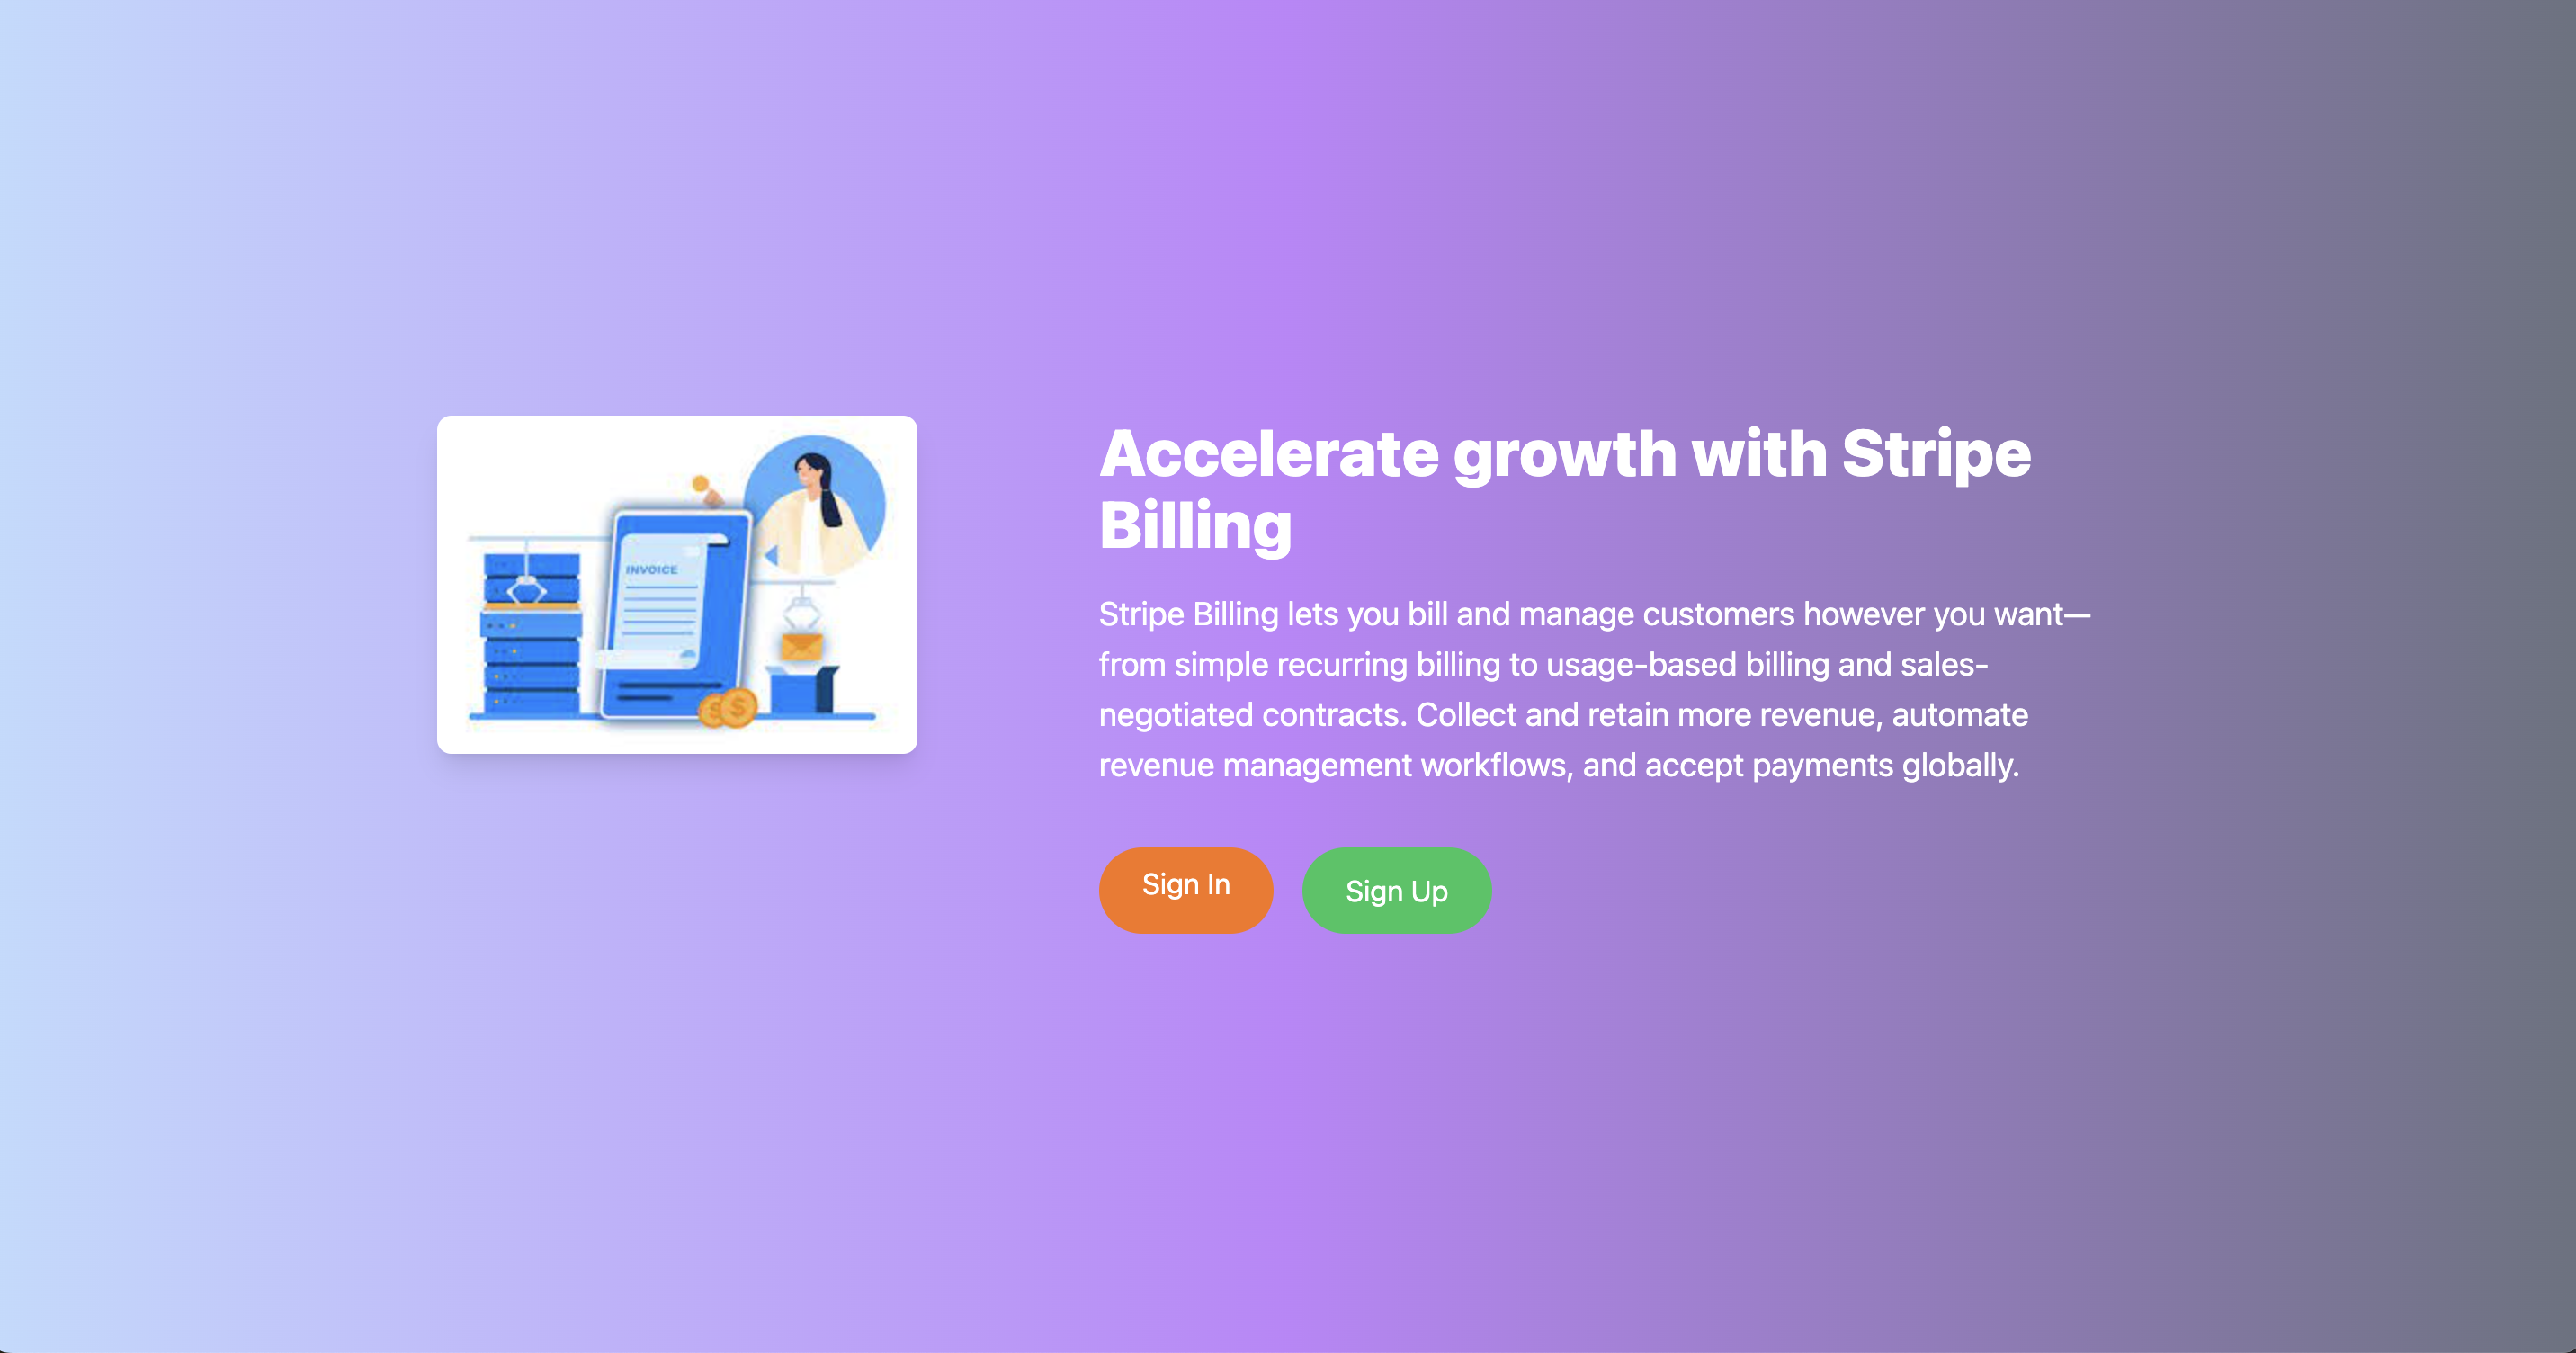 INVOICE
$ $
Accelerate growth with Stripe
Billing
Stripe Billing lets you bill and manage customers however you want—
from simple recurring billing to usage-based billing and sales-
negotiated contracts. Collect and retain more revenue, automate
revenue management workflows, and accept payments globally.
Sign In
Sign Up